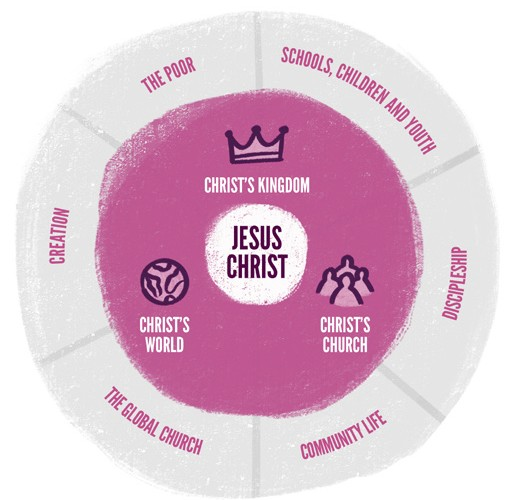 THE POOR
SCHOOLS, CHILDREN AND YOUTH
CHRIST'S KINGDOM
CREATION
JESUS
CHRIST
DISCIPLESHIP
CHRIST'S
WORLD
CHRIST'S
CHURCH
THE GLOBAL CHURCH
COMMUNITY LIFE